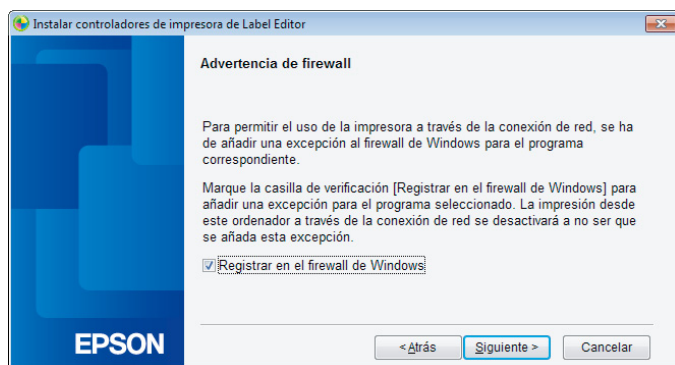 Instalar controladores de impresora de Label Editor
Advertencia de firewall
Para permitir el uso de la impresora a través de la conexión de red, se ha
de añadir una excepción al firewall de Windows para el programa
correspondiente.
Marque la casilla de verificación [Registrar en el firewall de Windows] para
añadir una excepción para el programa seleccionado. La impresión desde
este ordenador a través de la conexión de red se desactivará a no ser que
se añada esta excepción.
Registrar en el firewall de Windows
EPSON
< Atrás
Siguiente >
Cancelar